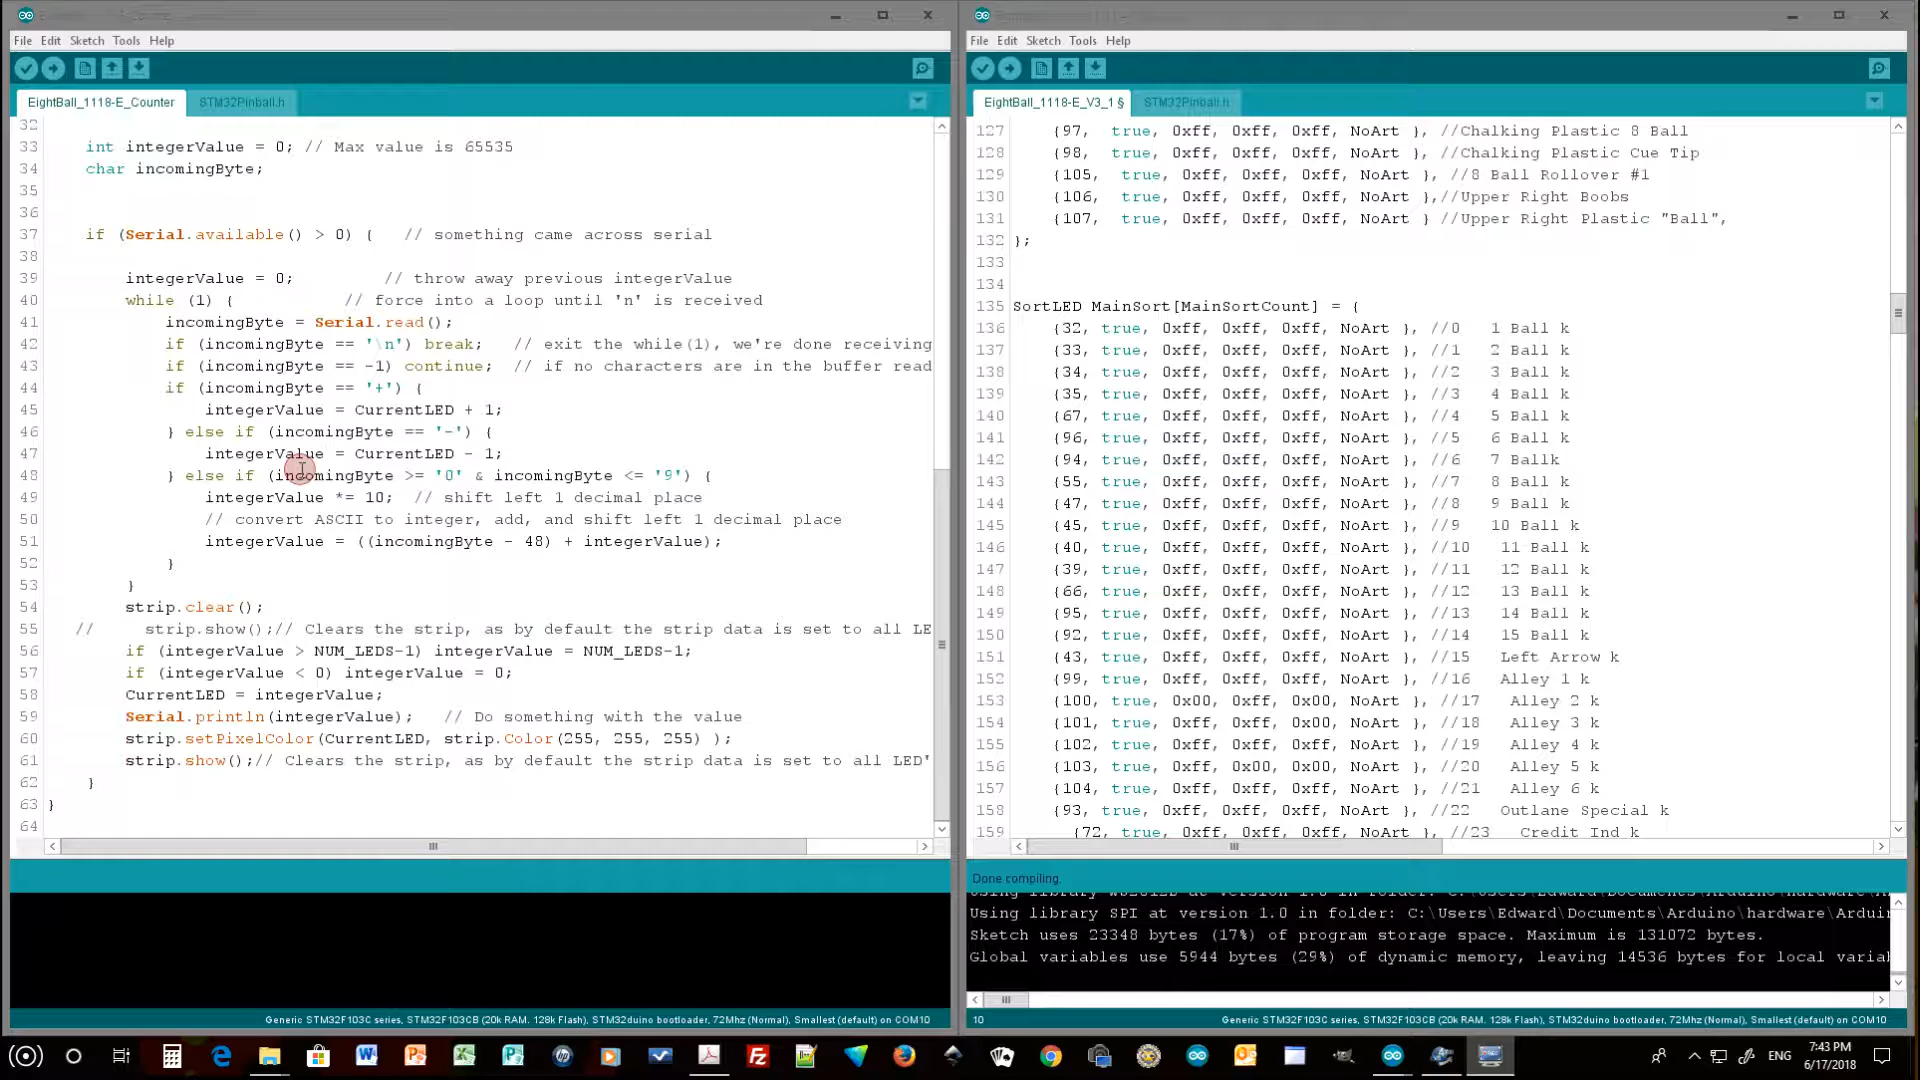 File Edit Sketch Tools Help
EightBall_1118-E_Counter STM32Pinball.h
32
33 int integerValue = 0; // Max value is 65535
34 char incomingByte;
35
36
37 if (Serial.available() > 0) { // something came across serial
38
39 integerValue = 0; // throw away previous integerValue
40 while (1) { // force into a loop until 'n' is received
41 incomingByte = Serial.read();
42 if (incomingByte == '\n') break; // exit the while(1), we're done receiving
43 if (incomingByte == -1) continue; // if no characters are in the buffer read
44 if (incomingByte == '+') {
45 integerValue = CurrentLED + 1;
46 } else if (incomingByte == '-') {
47 integerValue = CurrentLED - 1;
48 } else if (incomingByte >= '0' & incomingByte <= '9') {
49 integerValue *= 10; // shift left 1 decimal place
50 // convert ASCII to integer, add, and shift left 1 decimal place
51 integerValue = ((incomingByte - 48) + integerValue);
52 }
53 }
54 strip.clear();
55 // strip.show();// Clears the strip, as by default the strip data is set to all LE
56 if (integerValue > NUM_LEDS-1) integerValue = NUM_LEDS-1;
57 if (integerValue < 0) integerValue = 0;
58 CurrentLED = integerValue;
59 Serial.println(integerValue); // Do something with the value
60 strip.setPixelColor(CurrentLED, strip.Color(255, 255, 255) );
61 strip.show();// Clears the strip, as by default the strip data is set to all LED'
62 }
63 }
64
Generic STM32F103C series, STM32F103CB (20k RAM. 128k Flash), STM32duino bootloader, 72Mhz (Normal), Smallest (default) on COM10
File Edit Sketch Tools Help
EightBall_1118-E_V3_1 § STM32Pinball.h
127 {97, true, 0xff, 0xff, 0xff, NoArt }, //Chalking Plastic 8 Ball
128 {98, true, 0xff, 0xff, 0xff, NoArt }, //Chalking Plastic Cue Tip
129 {105, true, 0xff, 0xff, 0xff, NoArt }, //8 Ball Rollover #1
130 {106, true, 0xff, 0xff, 0xff, NoArt },//Upper Right Boobs
131 {107, true, 0xff, 0xff, 0xff, NoArt } //Upper Right Plastic "Ball",
132 };
133
134
135 SortLED MainSort[MainSortCount] = {
136 {32, true, 0xff, 0xff, 0xff, NoArt }, //0 1 Ball k
137 {33, true, 0xff, 0xff, 0xff, NoArt }, //1 2 Ball k
138 {34, true, 0xff, 0xff, 0xff, NoArt }, //2 3 Ball k
139 {35, true, 0xff, 0xff, 0xff, NoArt }, //3 4 Ball k
140 {67, true, 0xff, 0xff, 0xff, NoArt }, //4 5 Ball k
141 {96, true, 0xff, 0xff, 0xff, NoArt }, //5 6 Ball k
142 {94, true, 0xff, 0xff, 0xff, NoArt }, //6 7 Ballk
143 {55, true, 0xff, 0xff, 0xff, NoArt }, //7 8 Ball k
144 {47, true, 0xff, 0xff, 0xff, NoArt }, //8 9 Ball k
145 {45, true, 0xff, 0xff, 0xff, NoArt }, //9 10 Ball k
146 {40, true, 0xff, 0xff, 0xff, NoArt }, //10 11 Ball k
147 {39, true, 0xff, 0xff, 0xff, NoArt }, //11 12 Ball k
148 {66, true, 0xff, 0xff, 0xff, NoArt }, //12 13 Ball k
149 {95, true, 0xff, 0xff, 0xff, NoArt }, //13 14 Ball k
150 {92, true, 0xff, 0xff, 0xff, NoArt }, //14 15 Ball k
151 {43, true, 0xff, 0xff, 0xff, NoArt }, //15 Left Arrow k
152 {99, true, 0xff, 0xff, 0xff, NoArt }, //16 Alley 1 k
153 {100, true, 0x00, 0xff, 0x00, NoArt }, //17 Alley 2 k
154 {101, true, 0xff, 0xff, 0x00, NoArt }, //18 Alley 3 k
155 {102, true, 0xff, 0xff, 0xff, NoArt }, //19 Alley 4 k
156 {103, true, 0xff, 0x00, 0x00, NoArt }, //20 Alley 5 k
157 {104, true, 0xff, 0xff, 0xff, NoArt }, //21 Alley 6 k
158 {93, true, 0xff, 0xff, 0xff, NoArt }, //22 Outlane Special k
159 {72, true, 0xff, 0xff, 0xff, NoArt }, //23 Credit Ind k
Done compiling.
Using library SPI at version 1.0 in folder: C:\Users\Edward\Documents\Arduino\hardware\Arduin
Sketch uses 23348 bytes (17%) of program storage space. Maximum is 131072 bytes.
Global variables use 5944 bytes (29%) of dynamic memory, leaving 14536 bytes for local variab
10 Generic STM32F103C series, STM32F103CB (20k RAM. 128k Flash), STM32duino bootloader, 72Mhz (Normal), Smallest (default) on COM10
ENG 7:43 PM
6/17/2018